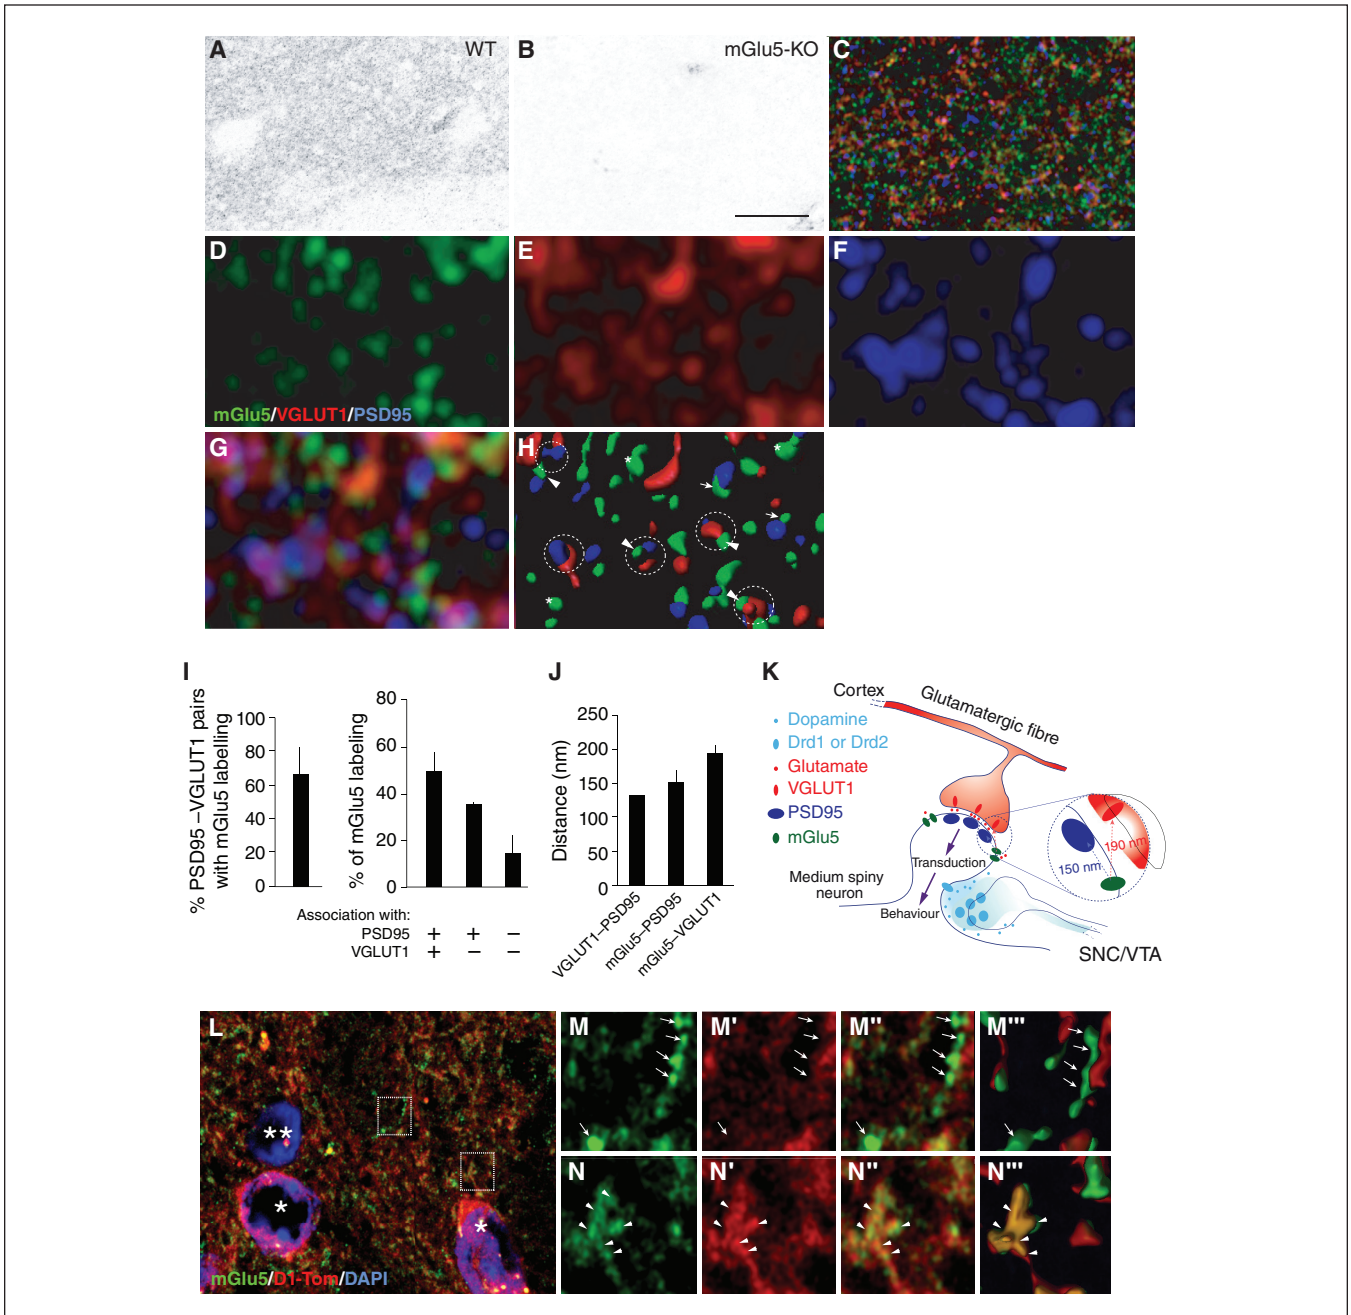 A WT
B mGlu5-KO
C
D
mGlu5/VGLUT1/PSD95
E
F
G
H
* * *
I
% PSD95 –VGLUT1 pairs
with mGlu5 labelling
100
80
60
40
20
0
% of mGlu5 labeling
80
60
40
20
0
Association with:
PSD95 + + –
VGLUT1 + – –
J
Distance (nm)
250
200
150
100
50
0
VGLUT1–PSD95
mGlu5–PSD95
mGlu5–VGLUT1
K
Cortex
Glutamatergic fibre
Dopamine
Drd1 or Drd2
Glutamate
VGLUT1
PSD95
mGlu5
Transduction
Medium spiny
neuron
Behaviour
190 nm
150 nm
SNC/VTA
L
**
*
*
mGlu5/D1-Tom/DAPI
M
M'
M''
M'''
N
N'
N''
N'''